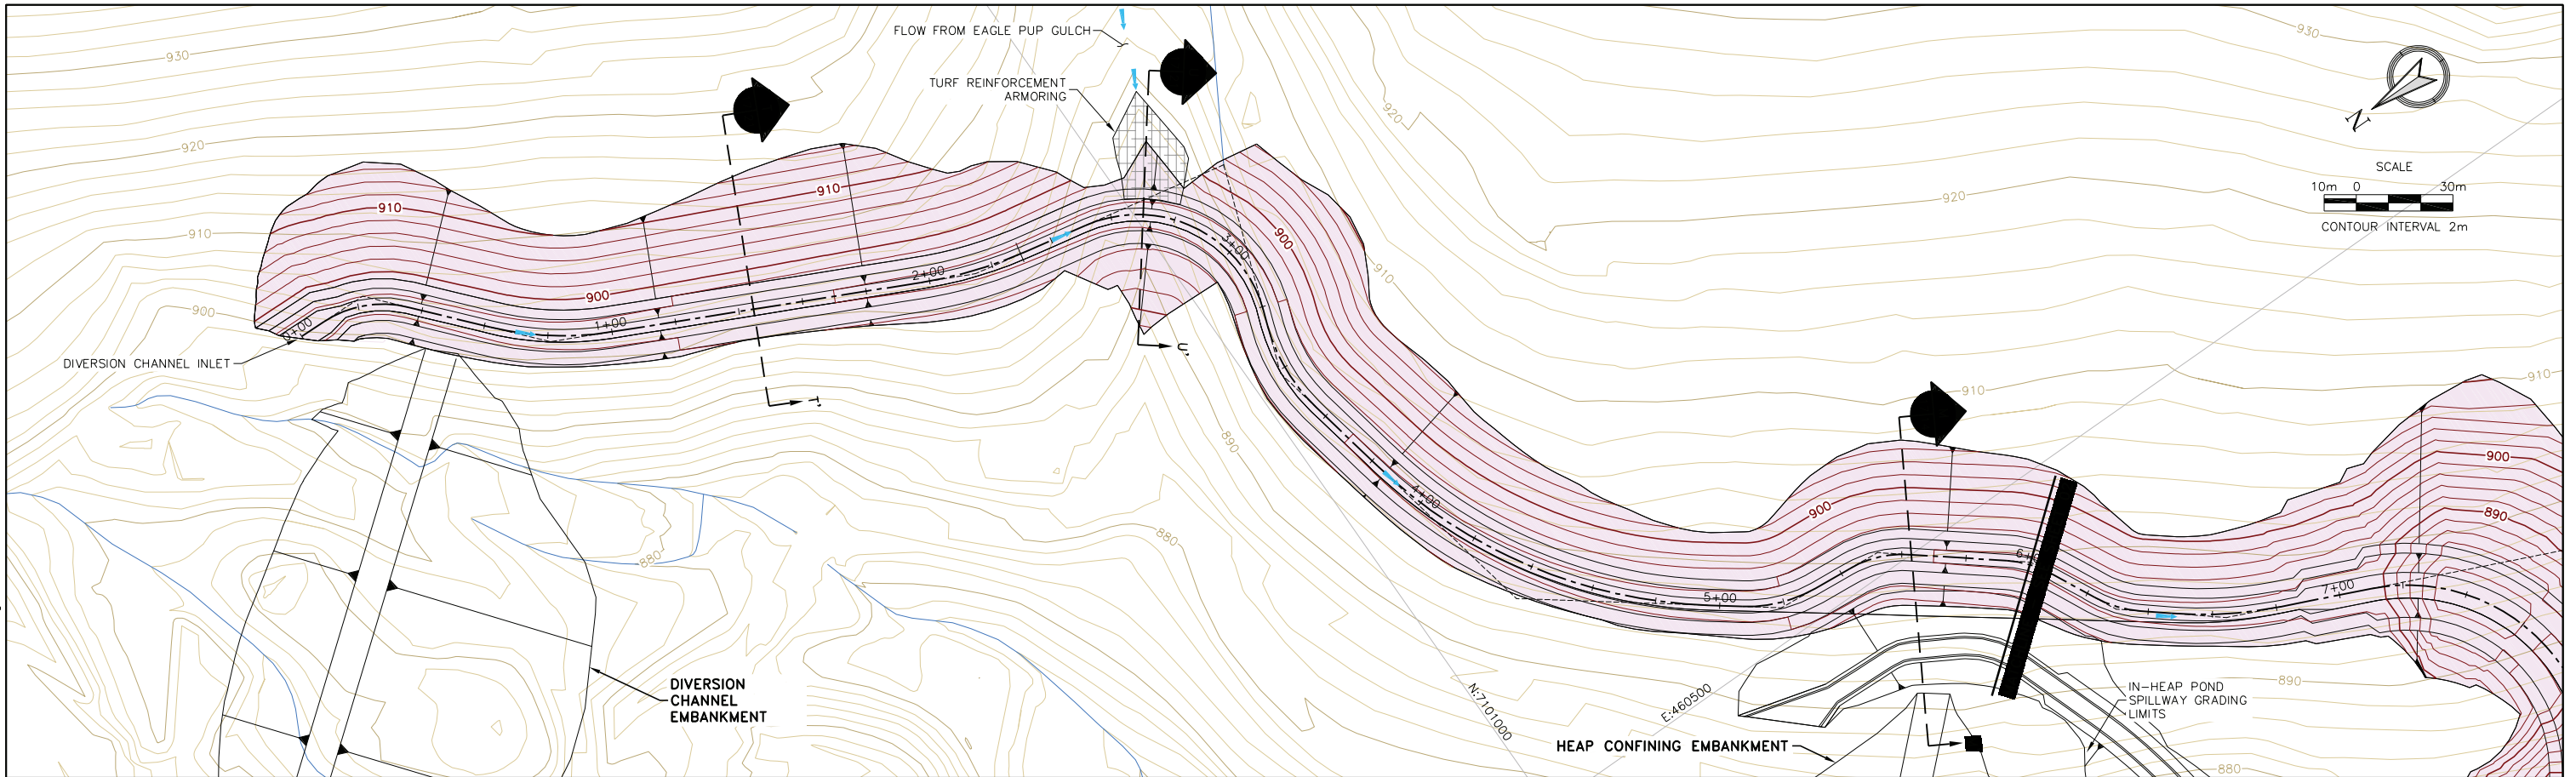 FLOW FROM EAGLE PUP GULCH
930
930
TURF REINFORCEMENT
ARMORING
N
SCALE
10m 0 30m
CONTOUR INTERVAL 2m
920
920
920
910
910
910
910
910
910
900
900
900
900
900
890
0+00
1+00
2+00
3+00
4+00
5+00
7+00
DIVERSION CHANNEL INLET
T'
U'
890
880
880
DIVERSION
CHANNEL
EMBANKMENT
N:7101000
E:460500
890
IN-HEAP POND
SPILLWAY GRADING
LIMITS
HEAP CONFINING EMBANKMENT
880